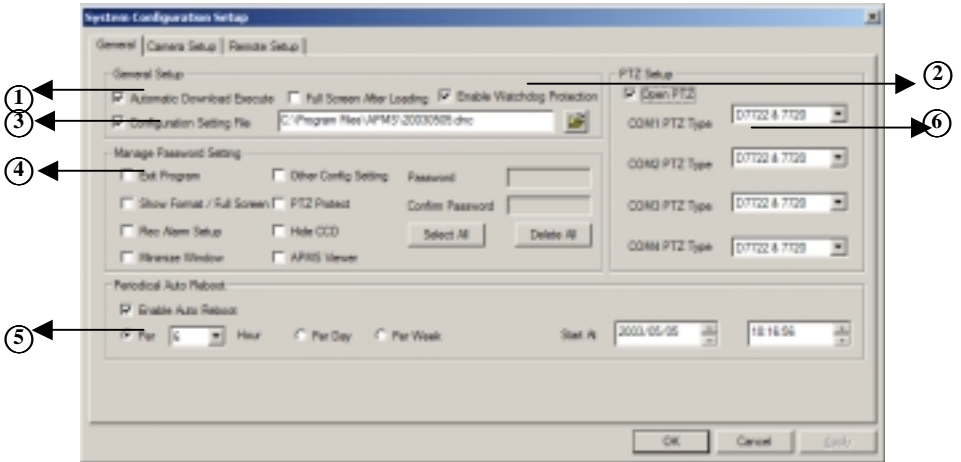 System Configuration Setup
General Camera Setup Remote Setup
General Setup
Automatic Download Execute Full Screen After Loading Enable Watchdog Protection
Configuration Setting File C:\Program Files\APMS\20030505.dmc
Manage Password Setting
Exit Program Other Config Setting Password
Show Format / Full Screen PTZ Protect Confirm Password
Rec Alarm Setup Hide CCD Select All Delete All
Minimize Window APMS Viewer
PTZ Setup
Open PTZ
COM1 PTZ Type D7722 & 7720
COM2 PTZ Type D7722 & 7720
COM3 PTZ Type D7722 & 7720
COM4 PTZ Type D7722 & 7720
Periodical Auto Reboot
Enable Auto Reboot
Per 6 Hour Per Day Per Week Start At 2003/05/05 18:16:56
OK Cancel Apply
1
2
3
4
5
6